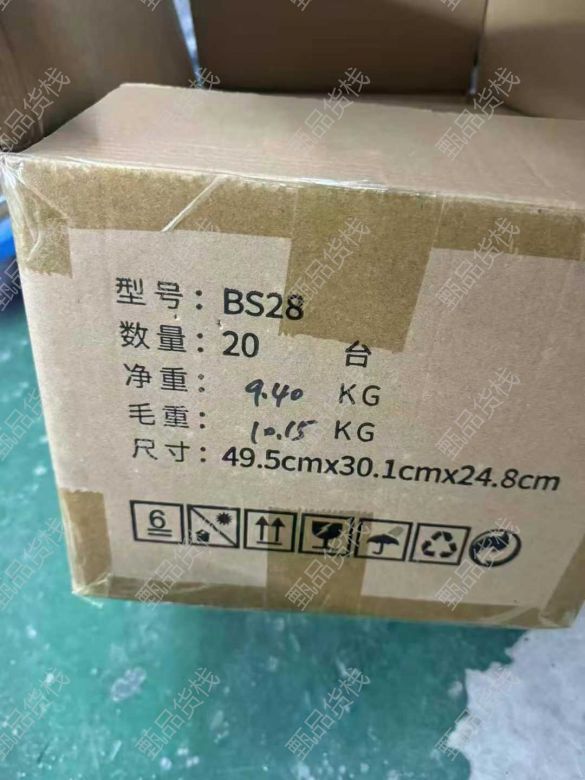 型号：BS28
数量：20 台
净重：9.40 KG
毛重：10.15 KG
尺寸：49.5cmx30.1cmx24.8cm
6
甄品货栈